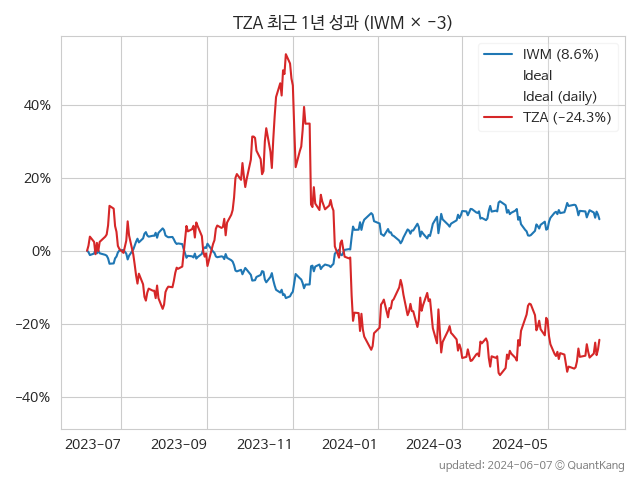 TZA 최근 1년 성과 (IWM × −3)
IWM (8.6%)
Ideal
Ideal (daily)
TZA (−24.3%)
40%
20%
0%
−20%
−40%
2023-07 2023-09 2023-11 2024-01 2024-03 2024-05
updated: 2024-06-07 © QuantKang